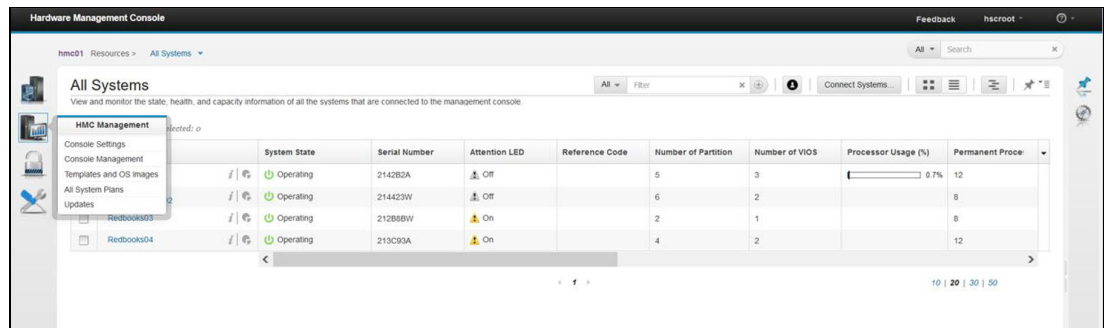 Hardware Management Console Feedback hscroot
hmc01 Resources > All Systems All Search
All Systems All Filter Connect Systems...
View and monitor the state, health, and capacity information of all the systems that are connected to the management console.
HMC Management
elected: 0
Console Settings
Console Management
Templates and OS Images
All System Plans
Updates
System State Serial Number Attention LED Reference Code Number of Partition Number of VIOS Processor Usage (%) Permanent Proce
Operating 2142B2A Off 5 3 0.7% 12
Operating 214423W Off 6 2 8
Redbooks03 Operating 212B8BW On 2 1 8
Redbooks04 Operating 213C93A On 4 2 12
1 10 | 20 | 30 | 50